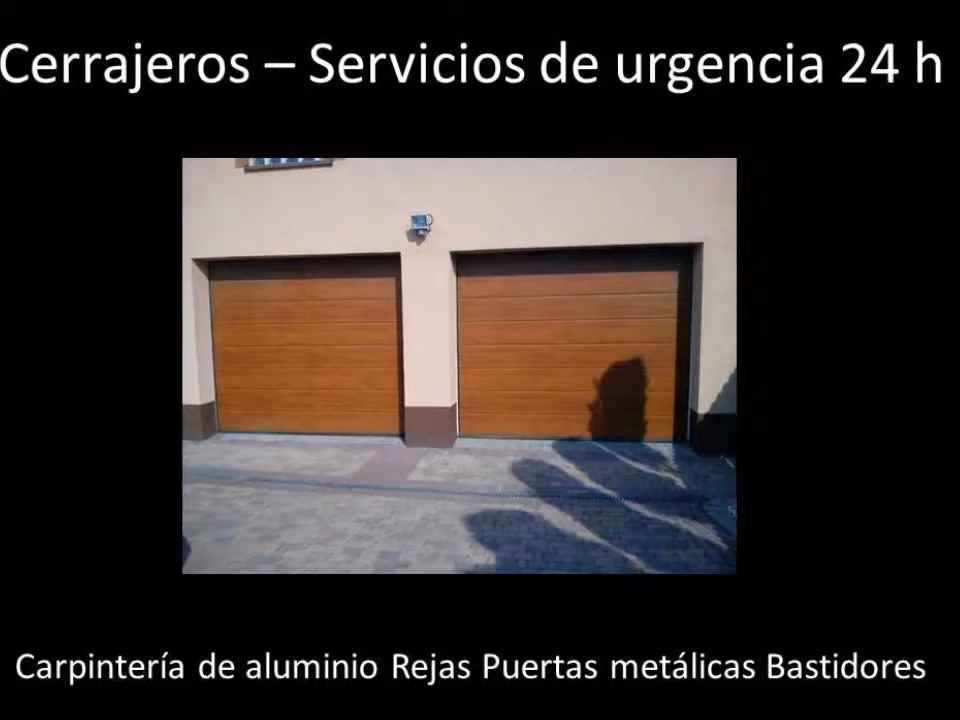 Cerrajeros – Servicios de urgencia 24 h
Carpintería de aluminio Rejas Puertas metálicas Bastidores